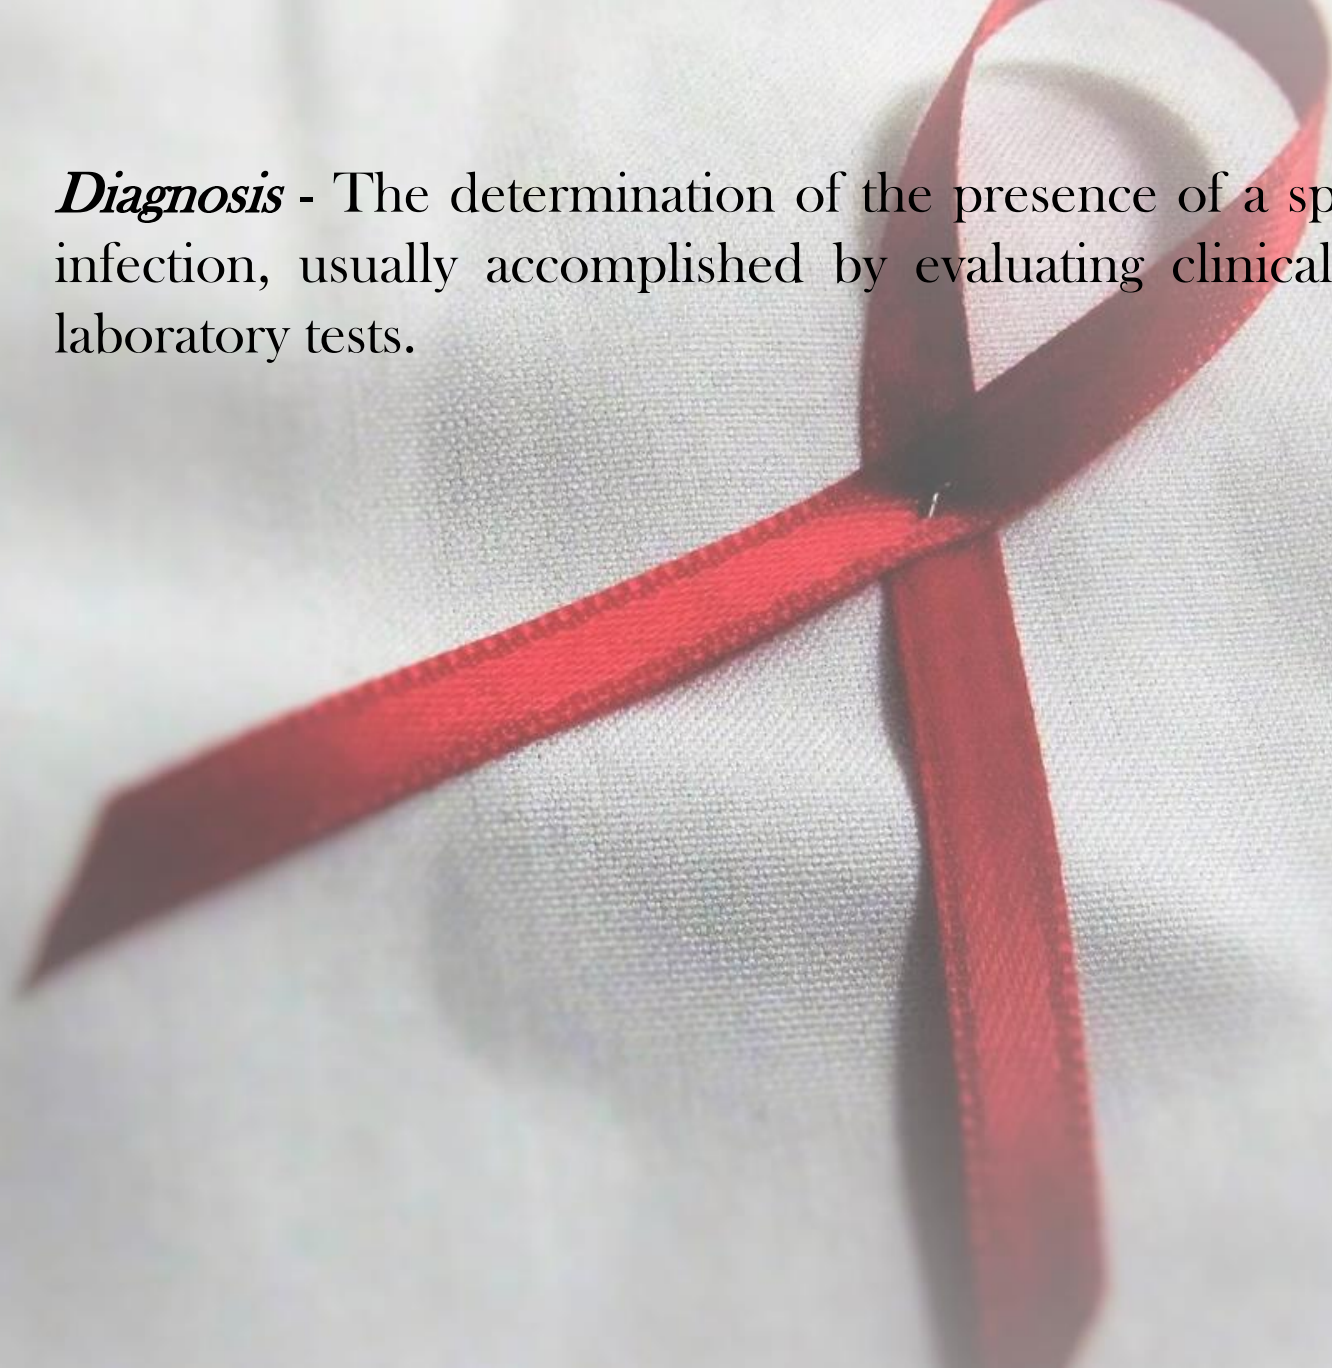 Diagnosis - The determination of the presence of a sp
infection, usually accomplished by evaluating clinical
laboratory tests.